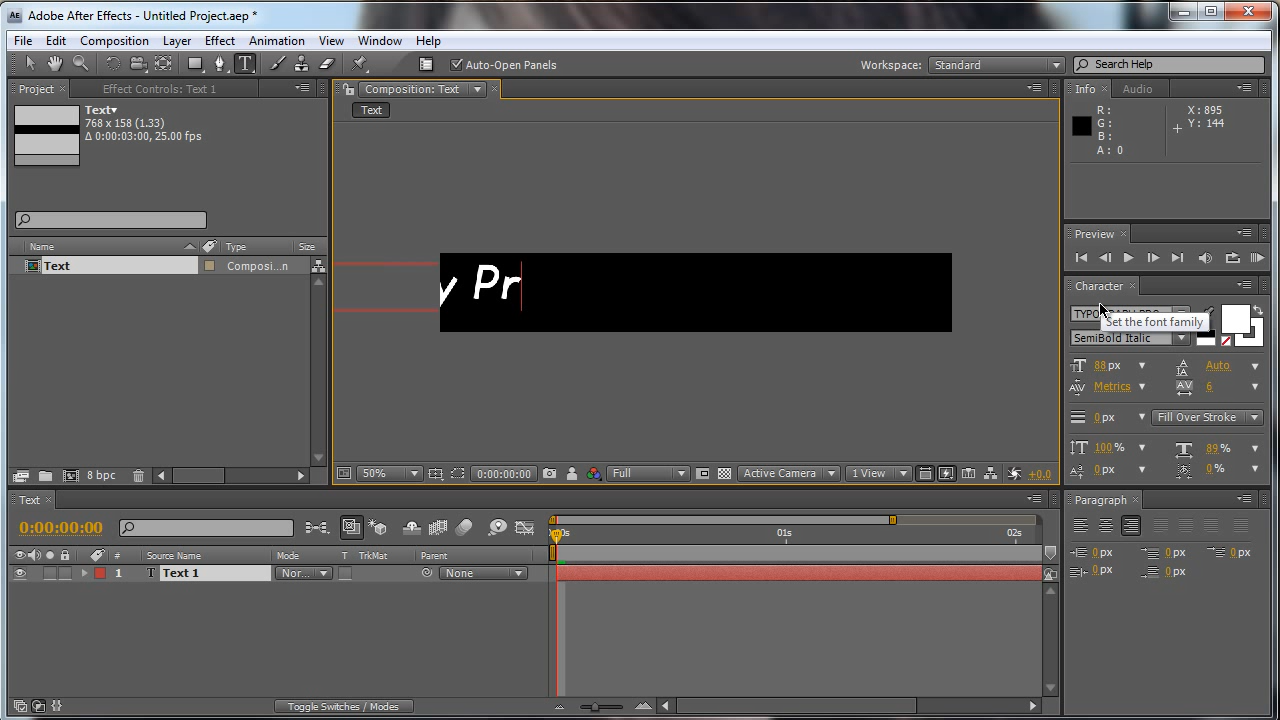 Adobe After Effects - Untitled Project.aep *
File Edit Composition Layer Effect Animation View Window Help
Auto-Open Panels
Workspace: Standard
Search Help
Project
Effect Controls: Text 1
Text
768 x 158 (1.33)
Δ 0:00:03:00, 25.00 fps
Name Type Size
Text Composi...n
8 bpc
Composition: Text
Text
y Pr
50% 0:00:00:00 Full Active Camera 1 View +0.0
Info Audio
R: X: 895
G: Y: 144
B:
A: 0
Preview
Character
Set the font family
SemiBold Italic
88 px Auto
Metrics 6
0 px Fill Over Stroke
100 % 89 %
0 px 0 %
Paragraph
0 px 0 px 0 px
0 px 0 px
Text
0:00:00:00
01s 02s
# Source Name Mode T TrkMat Parent
1 T Text 1 Nor... None
Toggle Switches / Modes